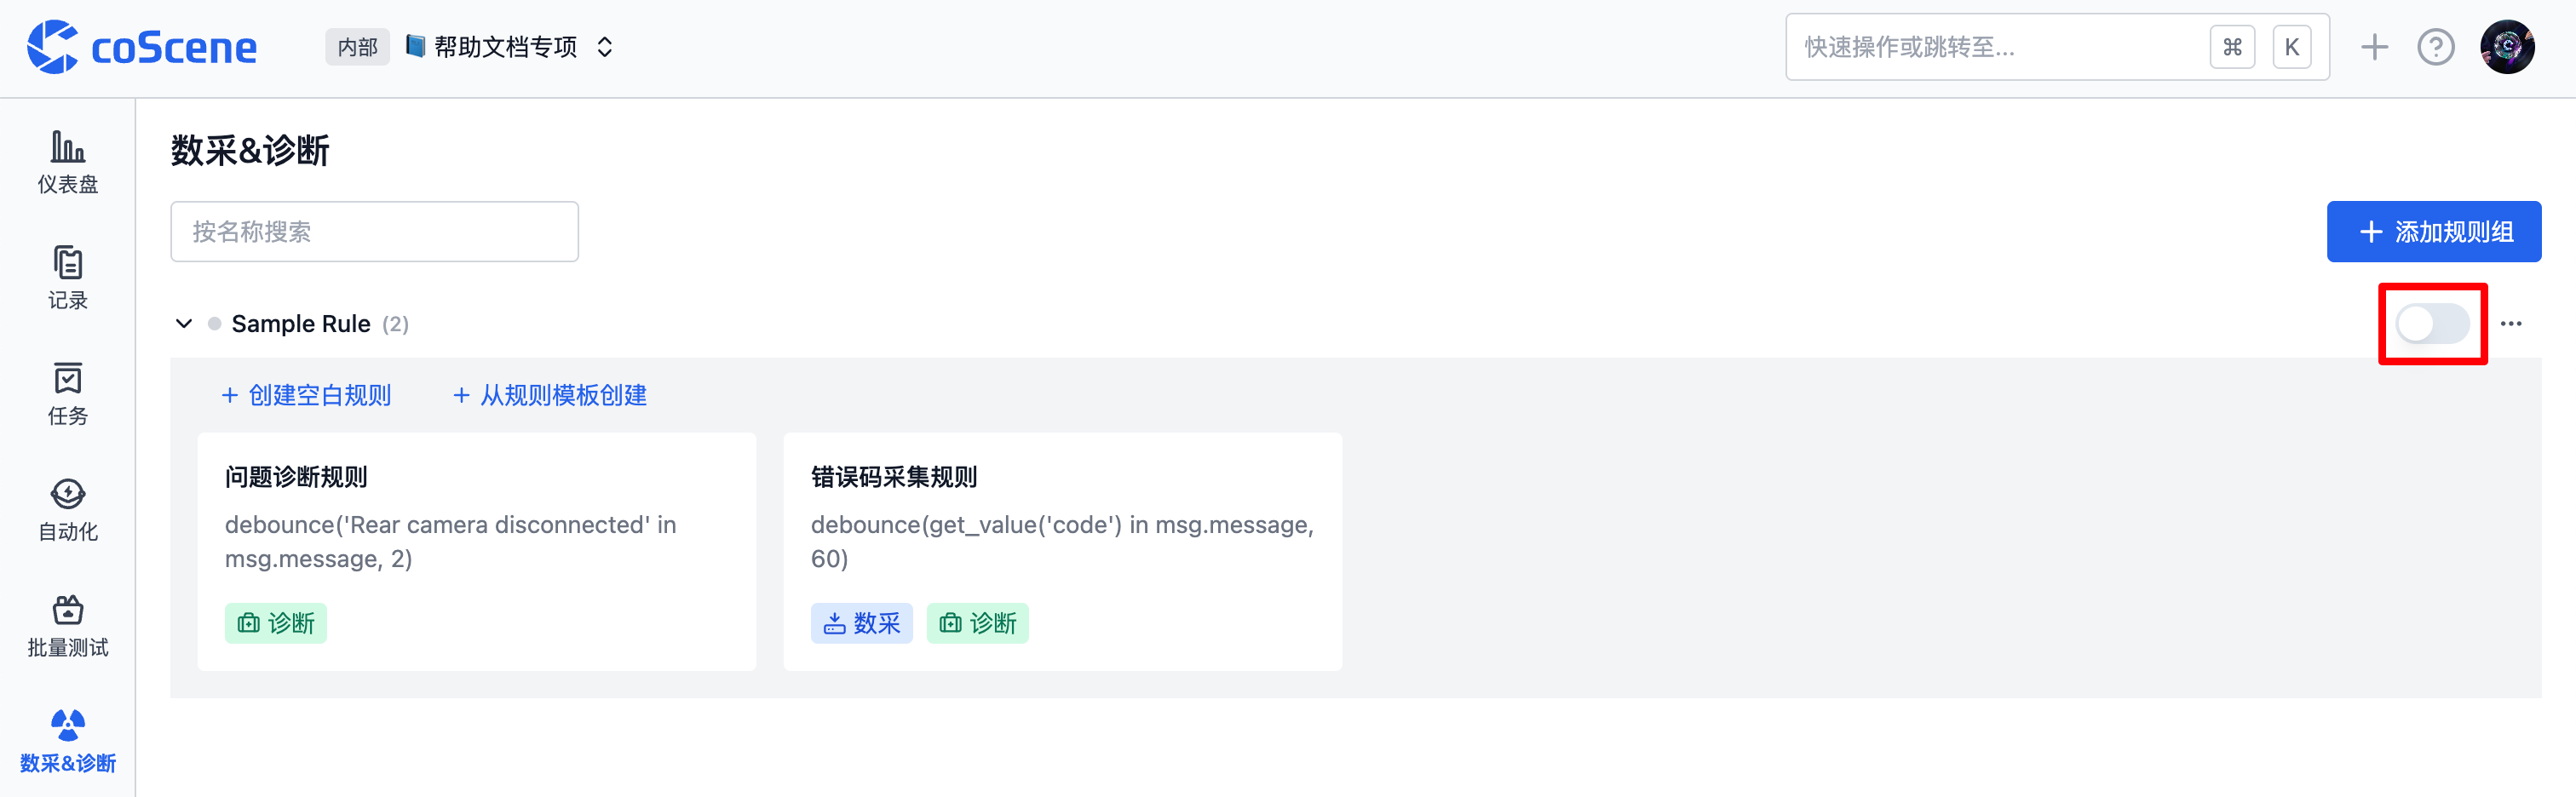 coScene
内部
帮助文档专项
快速操作或跳转至...
⌘ K
仪表盘
记录
任务
自动化
批量测试
数采&诊断
数采&诊断
按名称搜索
+ 添加规则组
Sample Rule (2)
+ 创建空白规则
+ 从规则模板创建
问题诊断规则
debounce('Rear camera disconnected' in
msg.message, 2)
诊断
错误码采集规则
debounce(get_value('code') in msg.message,
60)
数采
诊断